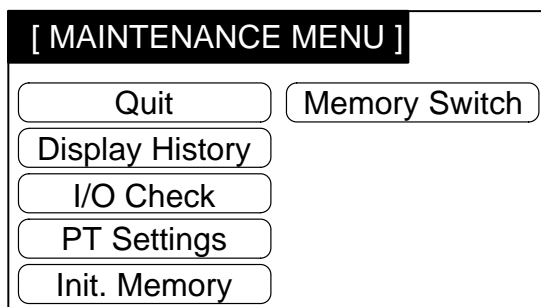 [ MAINTENANCE MENU ]
Quit Memory Switch
Display History
I/O Check
PT Settings
Init. Memory